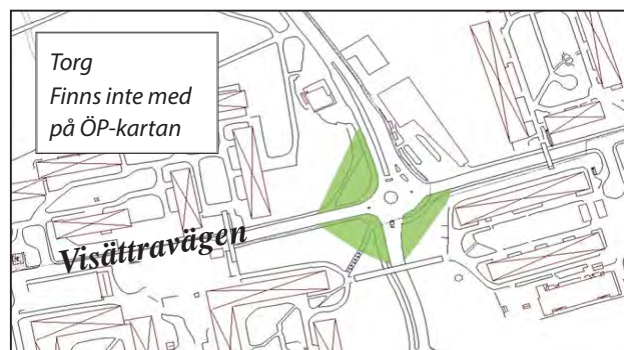 Torg
Finns inte med
på ÖP-kartan
Visättravägen